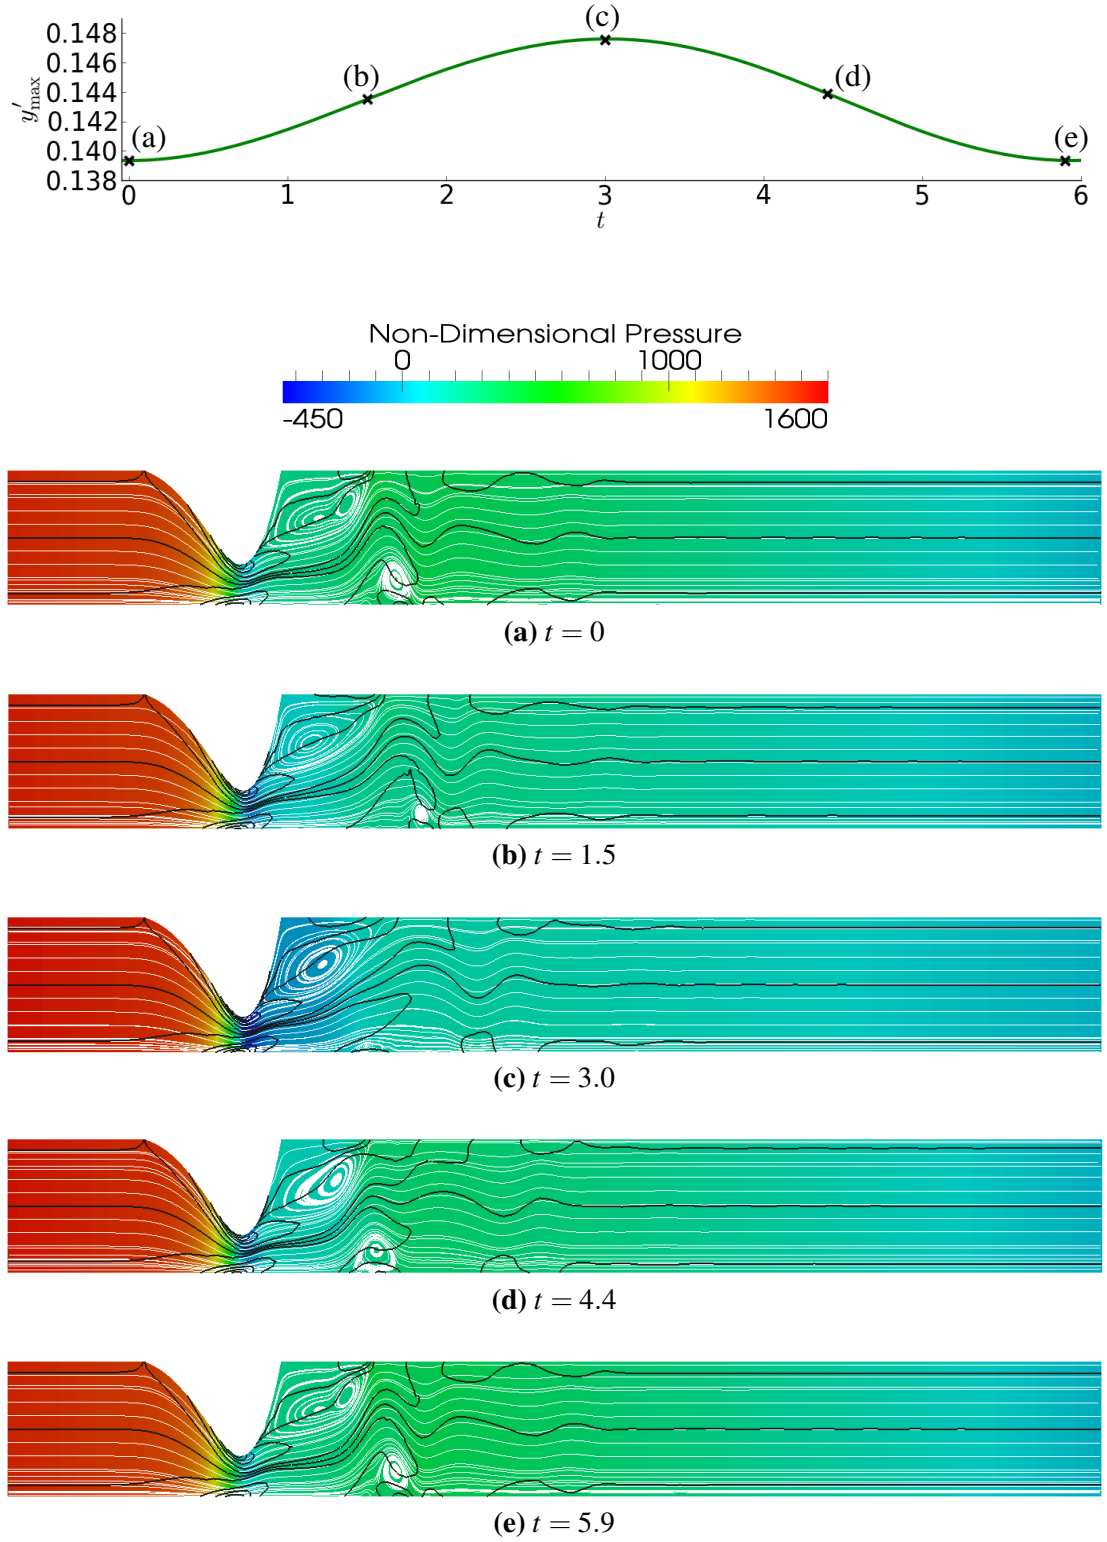 (c)
0.148
0.146
(b)
(d)
0.144
y′max
0.142
(a)
(e)
0.140
0.138
0 1 2 3 4 5 6
t
Non-Dimensional Pressure
0 1000
-450 1600
(a) t = 0
(b) t = 1.5
(c) t = 3.0
(d) t = 4.4
(e) t = 5.9